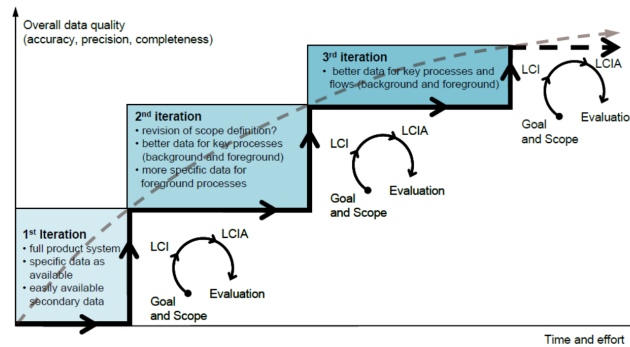 Overall data quality
(accuracy, precision, completeness)
3rd iteration
• better data for key processes and
flows (background and foreground)
LCI
LCIA
Goal
and Scope
Evaluation
2nd iteration
• revision of scope definition?
• better data for key processes
(background and foreground)
• more specific data for
foreground processes
LCI
LCIA
Goal
and Scope
Evaluation
1st Iteration
• full product system
• specific data as
available
• easily available
secondary data
LCI
LCIA
Goal
and Scope
Evaluation
Time and effort